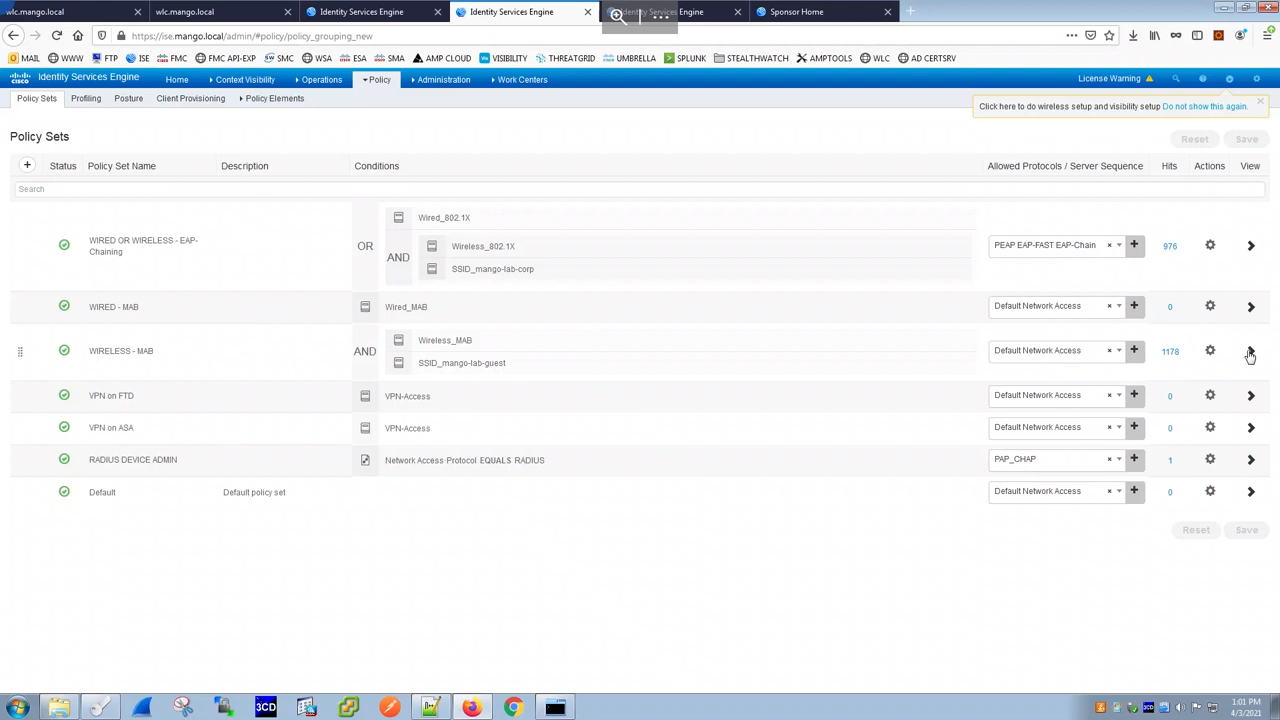 wlc.mango.local
wlc.mango.local
Identity Services Engine
Identity Services Engine
Services Engine
Sponsor Home
https://ise.mango.local/admin/#policy/policy_grouping_new
MAIL
WWW
FTP
ISE
FMC
FMC API-EXP
SMC
WSA
ESA
SMA
AMP CLOUD
VISIBILITY
THREATGRID
UMBRELLA
SPLUNK
STEALTHWATCH
AMPTOOLS
WLC
AD CERTSRV
CISCO
Identity Services Engine
Home
Context Visibility
Operations
Policy
Administration
Work Centers
License Warning
Policy Sets
Profiling
Posture
Client Provisioning
Policy Elements
Click here to do wireless setup and visibility setup Do not show this again.
Policy Sets
Reset
Save
Status
Policy Set Name
Description
Conditions
Allowed Protocols / Server Sequence
Hits
Actions
View
Search
WIRED OR WIRELESS - EAP-
Chaining
OR
Wired_802.1X
AND
Wireless_802.1X
SSID_mango-lab-corp
PEAP EAP-FAST EAP-Chain
976
WIRED - MAB
Wired_MAB
Default Network Access
0
WIRELESS - MAB
AND
Wireless_MAB
SSID_mango-lab-guest
Default Network Access
1178
VPN on FTD
VPN-Access
Default Network Access
0
VPN on ASA
VPN-Access
Default Network Access
0
RADIUS DEVICE ADMIN
Network Access·Protocol EQUALS RADIUS
PAP_CHAP
1
Default
Default policy set
Default Network Access
0
Reset
Save
3CD
1:01 PM
4/3/2021